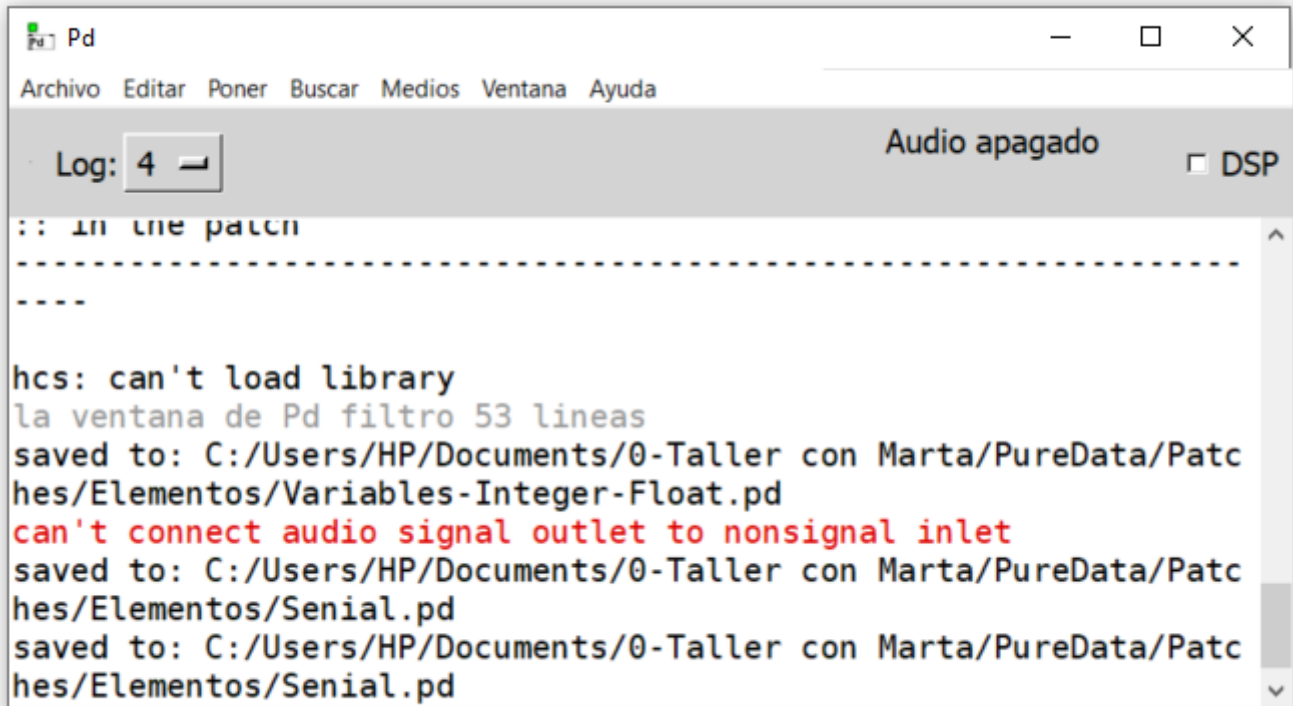 Pd
Archivo Editar Poner Buscar Medios Ventana Ayuda
Log: 4
Audio apagado
DSP
:: in the patch
----------------------------------------------------------------
----
hcs: can't load library
la ventana de Pd filtro 53 lineas
saved to: C:/Users/HP/Documents/0-Taller con Marta/PureData/Patc
hes/Elementos/Variables-Integer-Float.pd
can't connect audio signal outlet to nonsignal inlet
saved to: C:/Users/HP/Documents/0-Taller con Marta/PureData/Patc
hes/Elementos/Senial.pd
saved to: C:/Users/HP/Documents/0-Taller con Marta/PureData/Patc
hes/Elementos/Senial.pd